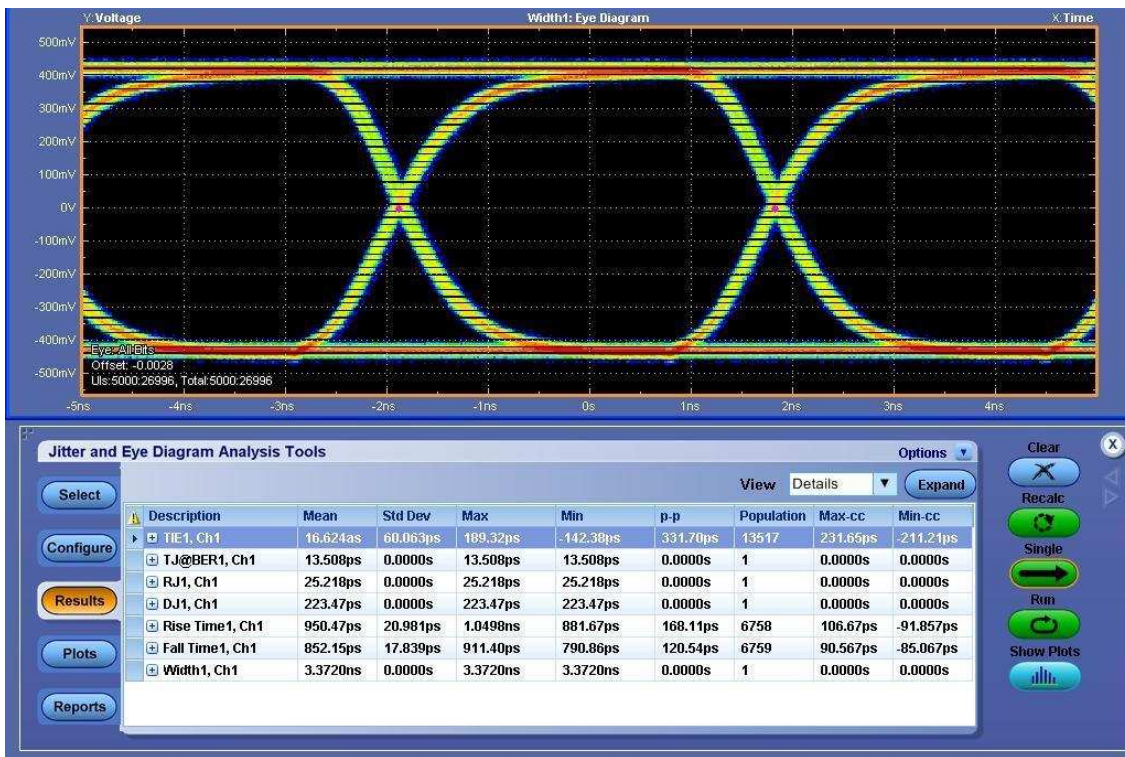 Y:Voltage Width1: Eye Diagram X:Time
500mV
400mV
300mV
200mV
100mV
0V
-100mV
-200mV
-300mV
-400mV
-500mV
Eye: All Bits
Offset: -0.0028
UIs:5000:26996, Total:5000:26996
-5ns -4ns -3ns -2ns -1ns 0s 1ns 2ns 3ns 4ns
Jitter and Eye Diagram Analysis Tools Options
View Details Expand
Select
Configure
Results
Plots
Reports
Description Mean Std Dev Max Min p-p Population Max-cc Min-cc
TIE1, Ch1 16.624as 60.063ps 189.32ps -142.38ps 331.70ps 13517 231.65ps -211.21ps
TJ@BER1, Ch1 13.508ps 0.0000s 13.508ps 13.508ps 0.0000s 1 0.0000s 0.0000s
RJ1, Ch1 25.218ps 0.0000s 25.218ps 25.218ps 0.0000s 1 0.0000s 0.0000s
DJ1, Ch1 223.47ps 0.0000s 223.47ps 223.47ps 0.0000s 1 0.0000s 0.0000s
Rise Time1, Ch1 950.47ps 20.981ps 1.0498ns 881.67ps 168.11ps 6758 106.67ps -91.857ps
Fall Time1, Ch1 852.15ps 17.839ps 911.40ps 790.86ps 120.54ps 6759 90.567ps -85.067ps
Width1, Ch1 3.3720ns 0.0000s 3.3720ns 3.3720ns 0.0000s 1 0.0000s 0.0000s
Clear
X
Recalc
Single
Run
Show Plots